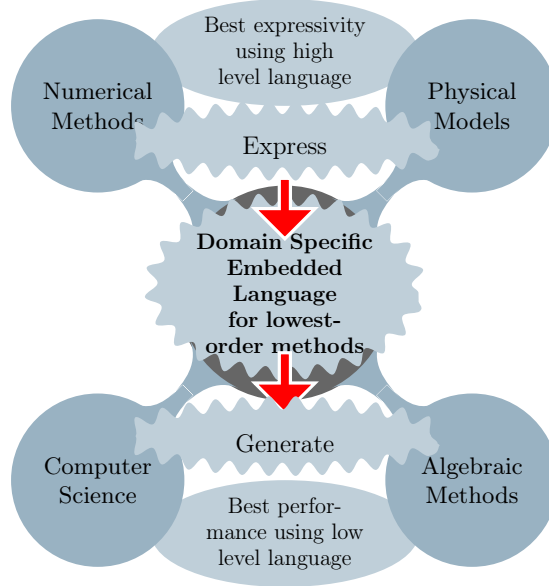 Best expressivity
using high
level language
Numerical
Methods
Physical
Models
Express
Domain Specific
Embedded
Language
for lowest-
order methods
Generate
Computer
Science
Algebraic
Methods
Best perfor-
mance using low
level language